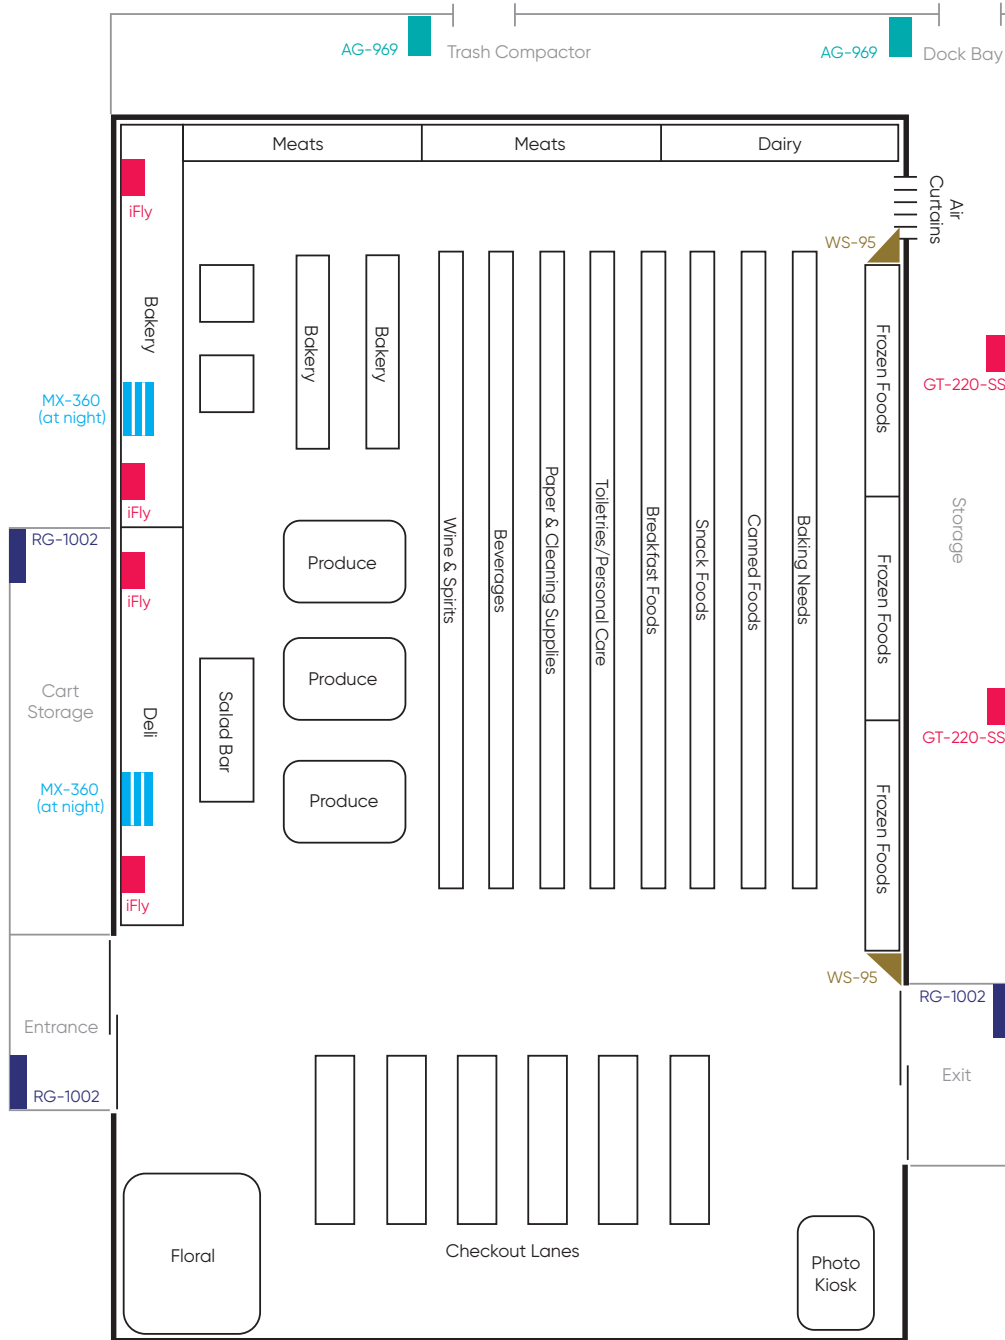 AG-969
Trash Compactor
AG-969
Dock Bay
Meats
Meats
Dairy
iFly
Air
Curtains
WS-95
Bakery
Bakery
Bakery
Frozen Foods
GT-220-SS
MX-360
(at night)
iFly
RG-1002
iFly
Produce
Wine & Spirits
Beverages
Paper & Cleaning Supplies
Toiletries/Personal Care
Breakfast Foods
Snack Foods
Canned Foods
Baking Needs
Frozen Foods
Storage
Cart
Storage
Deli
Salad Bar
Produce
GT-220-SS
MX-360
(at night)
Produce
Frozen Foods
iFly
WS-95
RG-1002
Entrance
RG-1002
Exit
Floral
Checkout Lanes
Photo
Kiosk